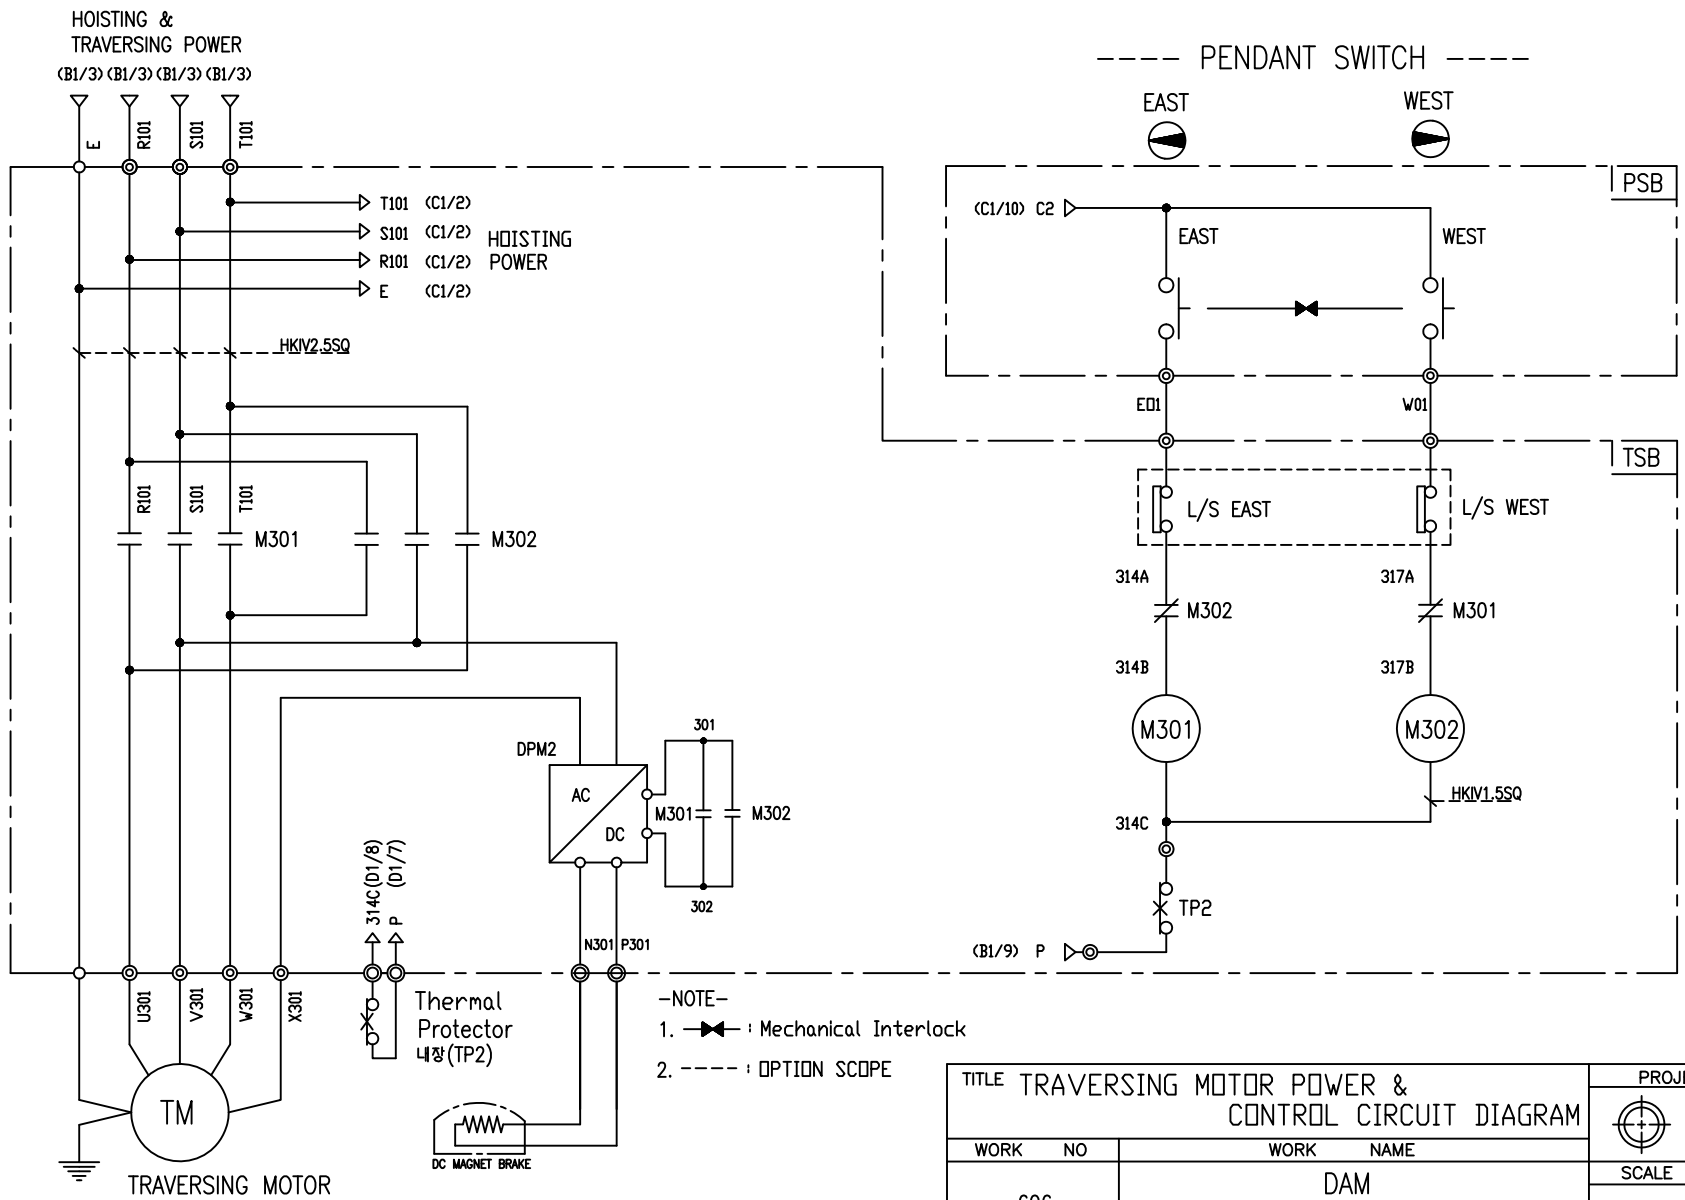 HOISTING &
TRAVERSING POWER
(B1/3) (B1/3) (B1/3) (B1/3)
E
R101
S101
T101
T101 (C1/2)
S101 (C1/2)
R101 (C1/2)
E (C1/2)
HOISTING
POWER
HKIV2.5SQ
R101
S101
T101
M301
M302
DPM2
AC
DC
301
M301
M302
302
314C(D1/8)
P (D1/7)
N301
P301
U301
V301
W301
X301
Thermal
Protector
내장(TP2)
TM
TRAVERSING MOTOR
DC MAGNET BRAKE
---- PENDANT SWITCH ----
EAST
WEST
PSB
(C1/10) C2
EAST
WEST
E01
W01
TSB
L/S EAST
L/S WEST
314A
317A
M302
M301
314B
317B
M301
M302
HKIV1.5SQ
314C
TP2
(B1/9) P
-NOTE-
1. : Mechanical Interlock
2. ---- : OPTION SCOPE
TITLE TRAVERSING MOTOR POWER &
CONTROL CIRCUIT DIAGRAM
PROJ
WORK NO
WORK NAME
DAM
SCALE